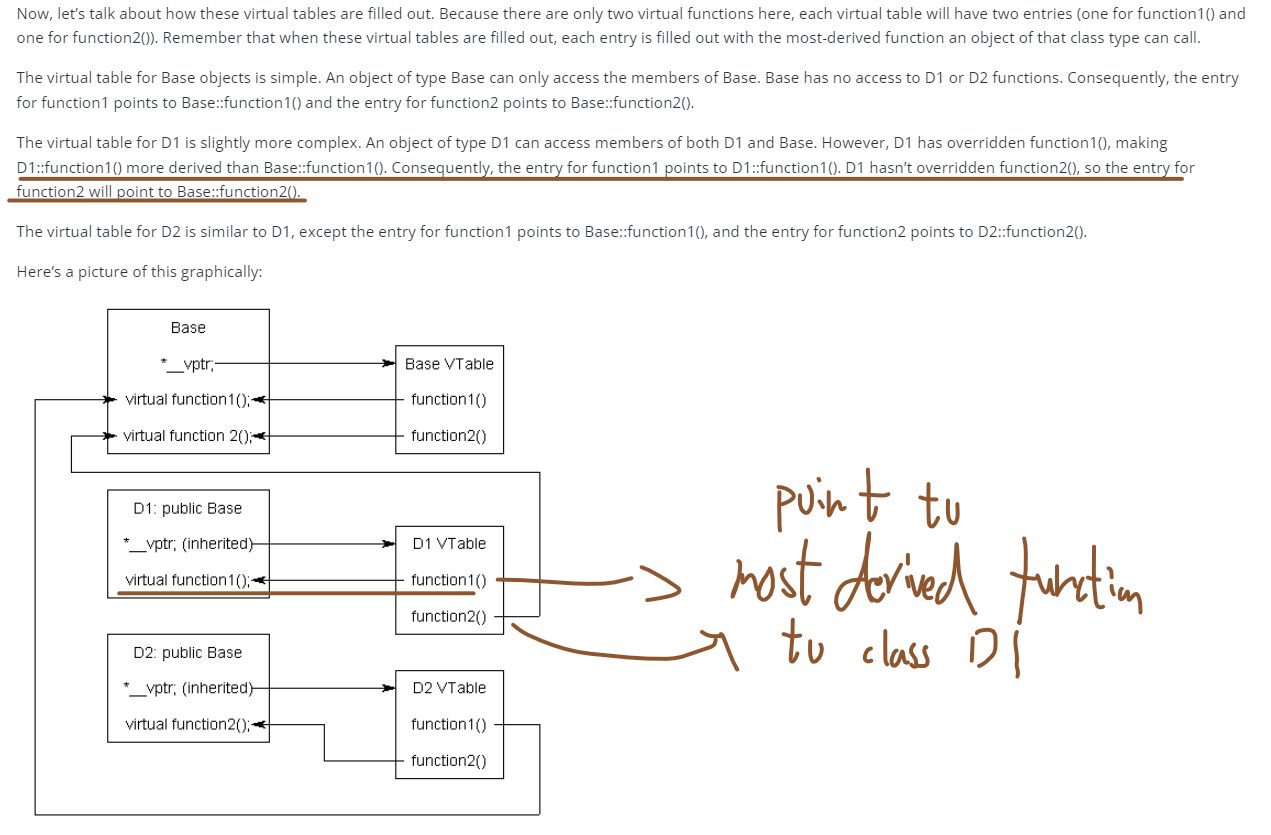 Now, let's talk about how these virtual tables are filled out. Because there are only two virtual functions here, each virtual table will have two entries (one for function1() and
one for function2()). Remember that when these virtual tables are filled out, each entry is filled out with the most-derived function an object of that class type can call.
The virtual table for Base objects is simple. An object of type Base can only access the members of Base. Base has no access to D1 or D2 functions. Consequently, the entry
for function1 points to Base::function1() and the entry for function2 points to Base::function2().
The virtual table for D1 is slightly more complex. An object of type D1 can access members of both D1 and Base. However, D1 has overridden function1(), making
D1::function1() more derived than Base::function1(). Consequently, the entry for function1 points to D1::function1(). D1 hasn't overridden function2(), so the entry for
function2 will point to Base::function2().
The virtual table for D2 is similar to D1, except the entry for function1 points to Base::function1(), and the entry for function2 points to D2::function2().
Here's a picture of this graphically:
Base
*__vptr;
virtual function1();
virtual function 2();
Base VTable
function1()
function2()
D1: public Base
*__vptr; (inherited)
virtual function1();
D1 VTable
function1()
function2()
D2: public Base
*__vptr; (inherited)
virtual function2();
D2 VTable
function1()
function2()
point to
most derived function
to class D1